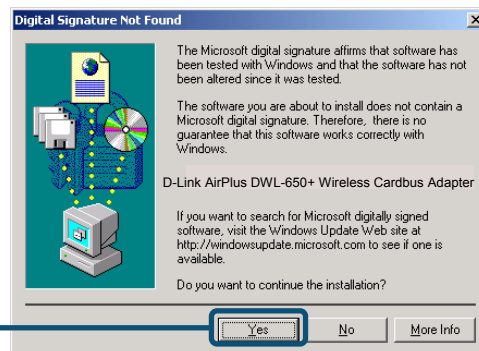 Digital Signature Not Found
The Microsoft digital signature affirms that software has
been tested with Windows and that the software has not
been altered since it was tested.
The software you are about to install does not contain a
Microsoft digital signature. Therefore, there is no
guarantee that this software works correctly with
Windows.
D-Link AirPlus DWL-650+ Wireless Cardbus Adapter
If you want to search for Microsoft digitally signed
software, visit the Windows Update Web site at
http://windowsupdate.microsoft.com to see if one is
available.
Do you want to continue the installation?
Yes No More Info